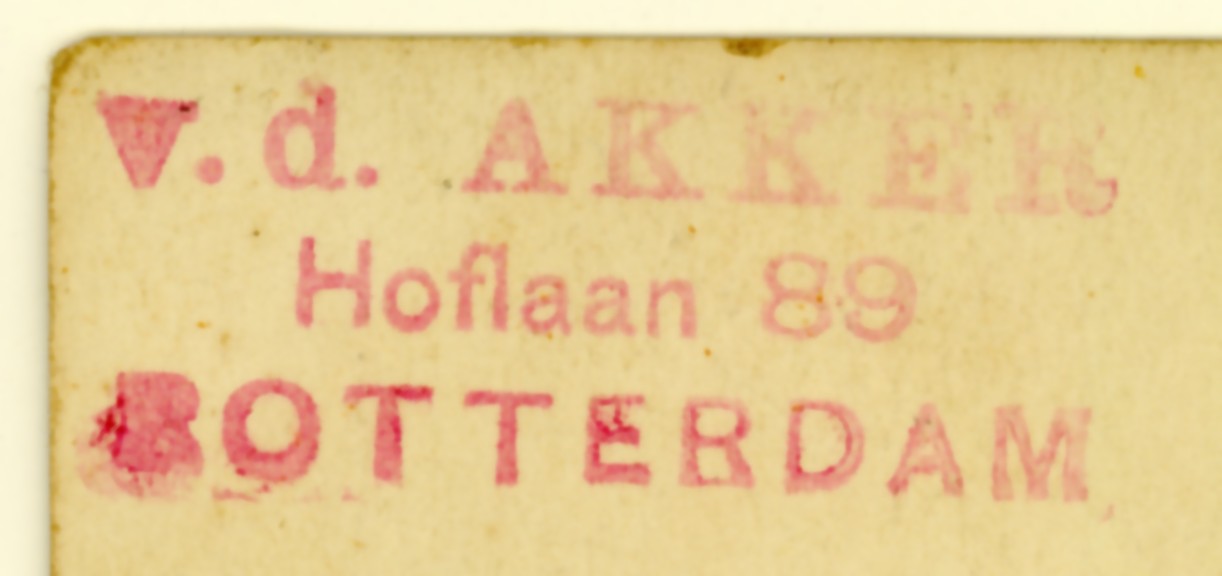 V. d. AKKER
Hoflaan 89
ROTTERDAM